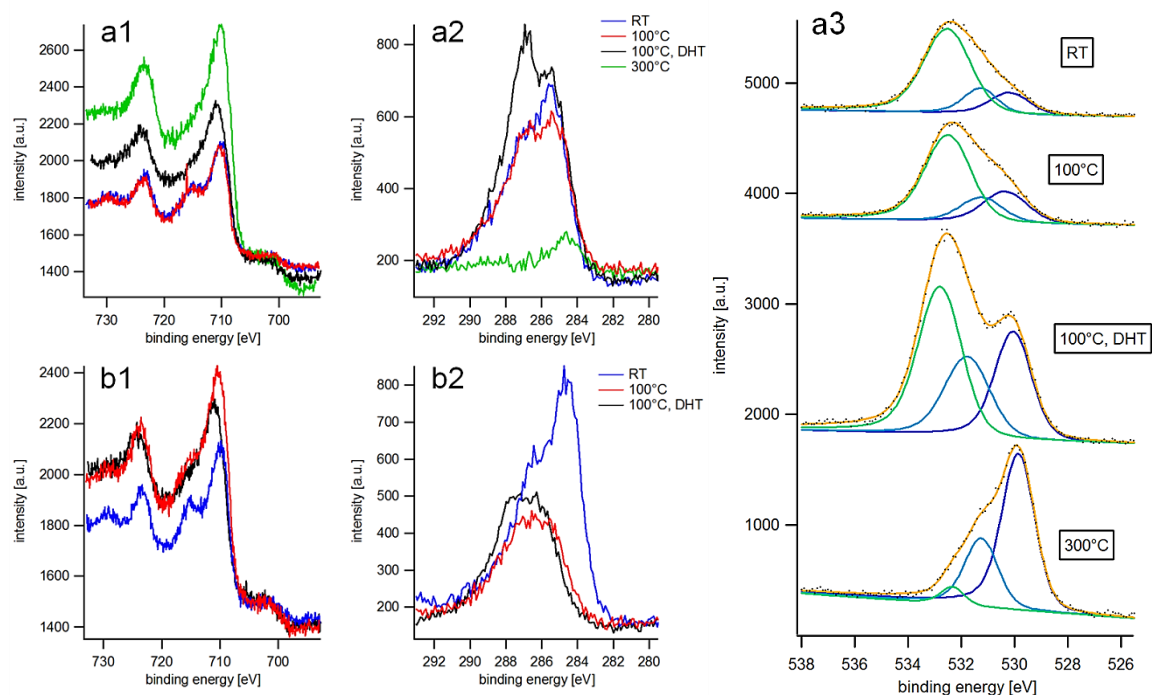 a1
2600
2400
2200
2000
1800
1600
1400
intensity [a.u.]
730
720
710
700
binding energy [eV]
a2
RT
100°C
100°C, DHT
300°C
800
600
400
200
intensity [a.u.]
292
290
288
286
284
282
280
binding energy [eV]
b1
2400
2200
2000
1800
1600
1400
intensity [a.u.]
730
720
710
700
binding energy [eV]
b2
RT
100°C
100°C, DHT
800
700
600
500
400
300
200
intensity [a.u.]
292
290
288
286
284
282
280
binding energy [eV]
a3
RT
100°C
100°C, DHT
300°C
5000
4000
3000
2000
1000
intensity [a.u.]
538
536
534
532
530
528
526
binding energy [eV]